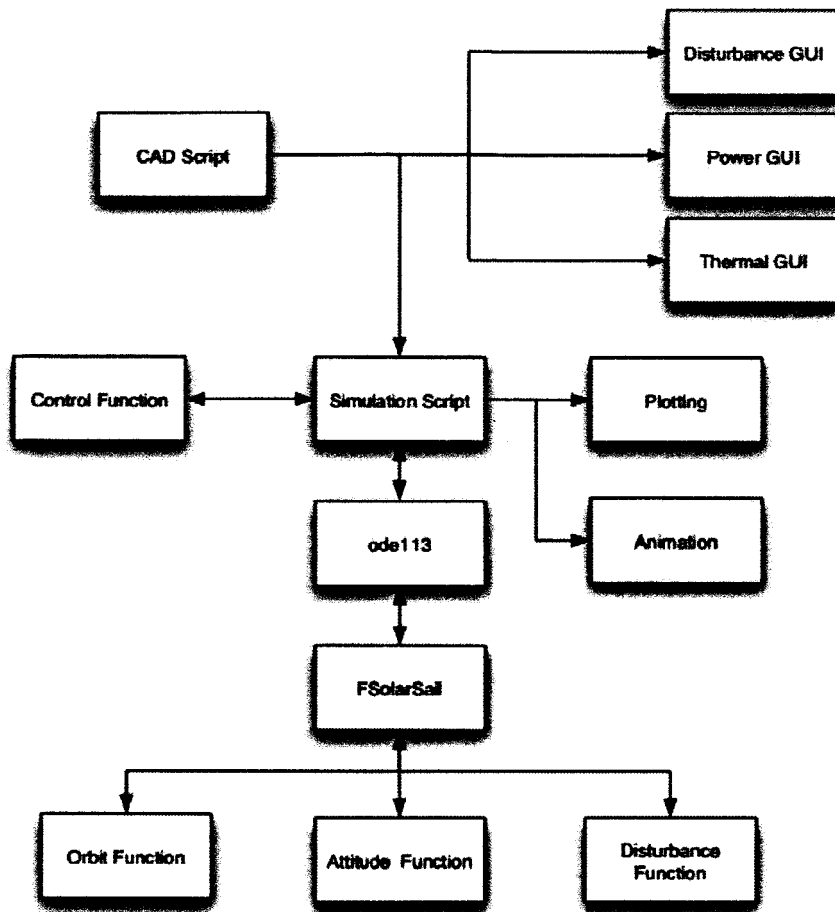 Disturbance GUI
CAD Script
Power GUI
Thermal GUI
Control Function
Simulation Script
Plotting
ode113
Animation
FSolarSail
Orbit Function
Attitude Function
Disturbance
Function